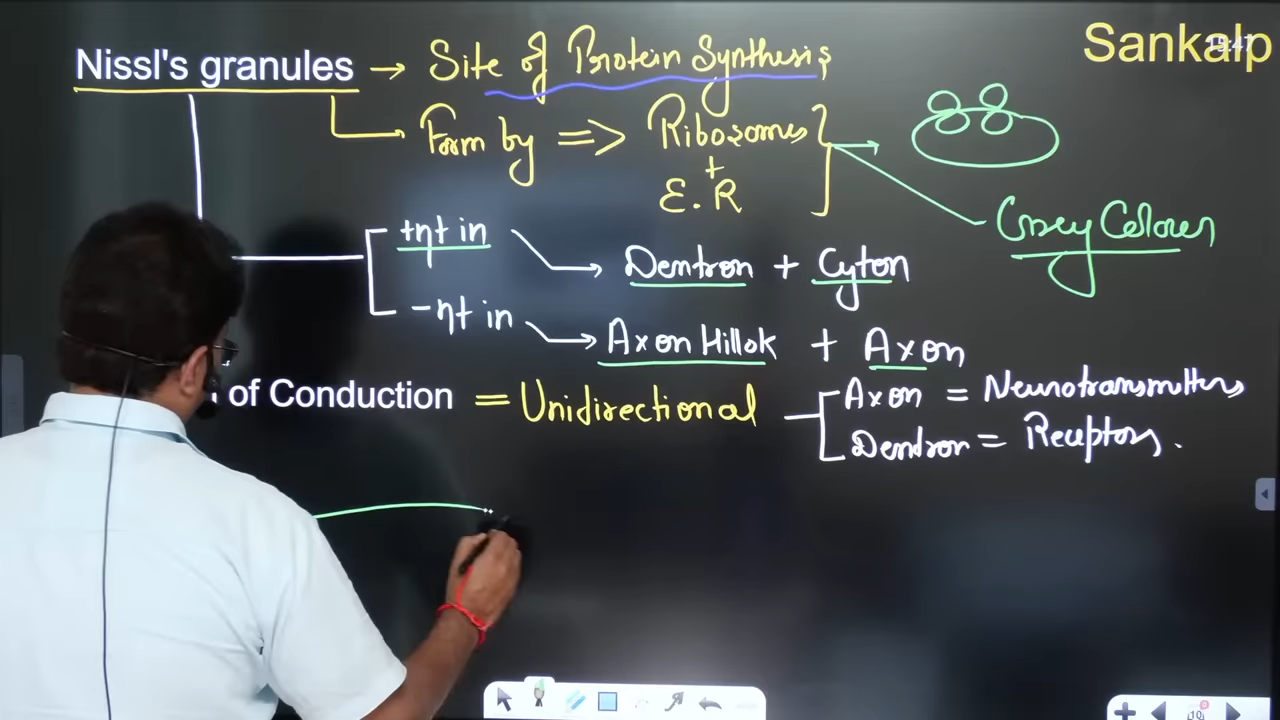 Sankalp
Nissl's granules → Site of Protein Synthesis
Form by => Ribosomes
+
E.R
Grey Colour
+nt in → Dentron + Cyton
-nt in → Axon Hillok + Axon
of Conduction = Unidirectional
Axon = Neurotransmitters
Dendron = Receptors.